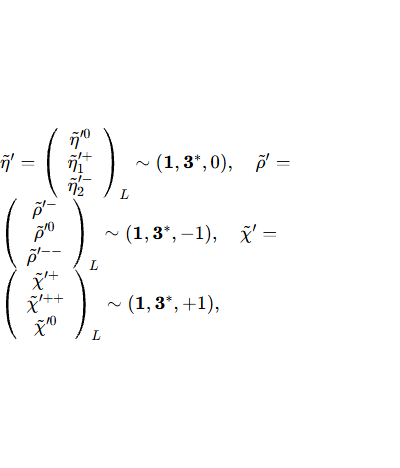 η̃′ = ( η̃′⁰ η̃₁′⁺ η̃₂′⁻ )_L ∼ (1, 3*, 0), ρ̃′ =
( ρ̃′⁻ ρ̃′⁰ ρ̃′⁻⁻ )_L ∼ (1, 3*, −1), χ̃′ =
( χ̃′⁺ χ̃′⁺⁺ χ̃′⁰ )_L ∼ (1, 3*, +1),